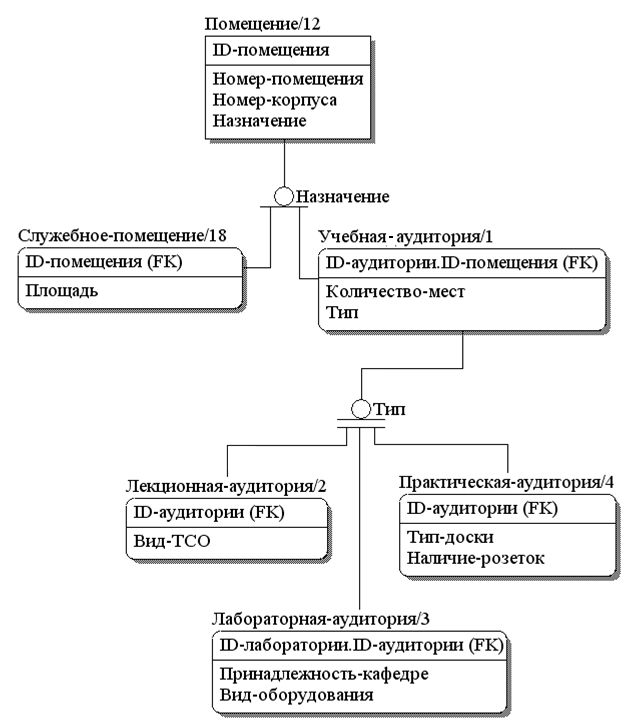 Помещение/12
ID-помещения
Номер-помещения
Номер-корпуса
Назначение
Назначение
Служебное-помещение/18
ID-помещения (FK)
Площадь
Учебная-аудитория/1
ID-аудитории.ID-помещения (FK)
Количество-мест
Тип
Тип
Лекционная-аудитория/2
ID-аудитории (FK)
Вид-ТСО
Практическая-аудитория/4
ID-аудитории (FK)
Тип-доски
Наличие-розеток
Лабораторная-аудитория/3
ID-лаборатории.ID-аудитории (FK)
Принадлежность-кафедре
Вид-оборудования